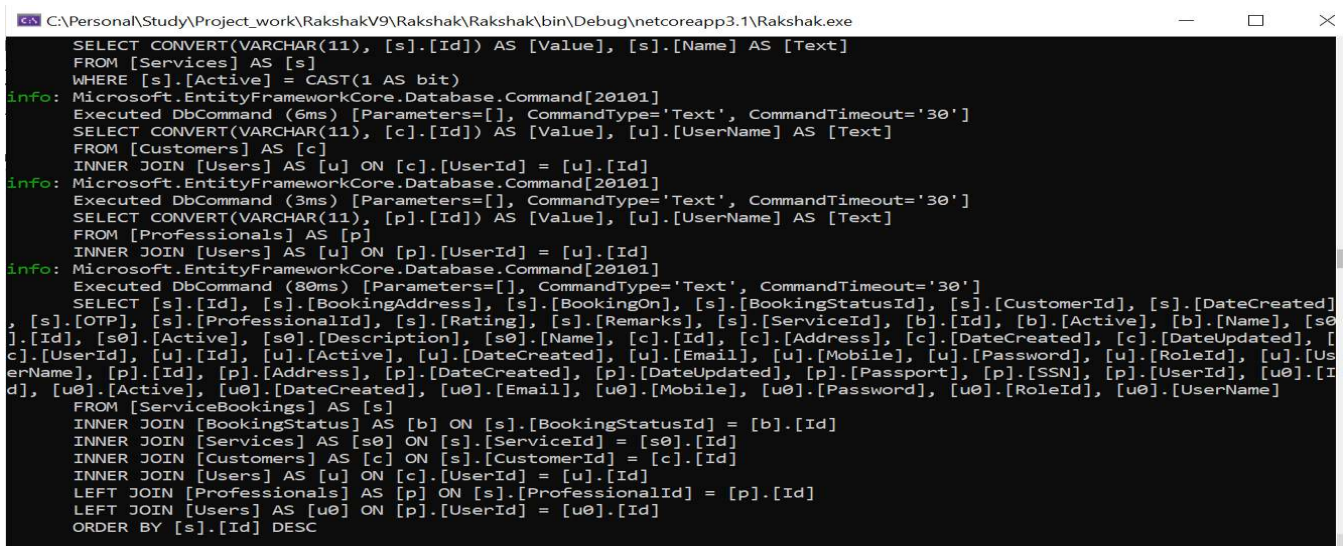 C:\Personal\Study\Project_work\RakshakV9\Rakshak\Rakshak\bin\Debug\netcoreapp3.1\Rakshak.exe
SELECT CONVERT(VARCHAR(11), [s].[Id]) AS [Value], [s].[Name] AS [Text]
FROM [Services] AS [s]
WHERE [s].[Active] = CAST(1 AS bit)
info: Microsoft.EntityFrameworkCore.Database.Command[20101]
Executed DbCommand (6ms) [Parameters=[], CommandType='Text', CommandTimeout='30']
SELECT CONVERT(VARCHAR(11), [c].[Id]) AS [Value], [u].[UserName] AS [Text]
FROM [Customers] AS [c]
INNER JOIN [Users] AS [u] ON [c].[UserId] = [u].[Id]
info: Microsoft.EntityFrameworkCore.Database.Command[20101]
Executed DbCommand (3ms) [Parameters=[], CommandType='Text', CommandTimeout='30']
SELECT CONVERT(VARCHAR(11), [p].[Id]) AS [Value], [u].[UserName] AS [Text]
FROM [Professionals] AS [p]
INNER JOIN [Users] AS [u] ON [p].[UserId] = [u].[Id]
info: Microsoft.EntityFrameworkCore.Database.Command[20101]
Executed DbCommand (80ms) [Parameters=[], CommandType='Text', CommandTimeout='30']
SELECT [s].[Id], [s].[BookingAddress], [s].[BookingOn], [s].[BookingStatusId], [s].[CustomerId], [s].[DateCreated]
, [s].[OTP], [s].[ProfessionalId], [s].[Rating], [s].[Remarks], [s].[ServiceId], [b].[Id], [b].[Active], [b].[Name], [s0
].[Id], [s0].[Active], [s0].[Description], [s0].[Name], [c].[Id], [c].[Address], [c].[DateCreated], [c].[DateUpdated], [
c].[UserId], [u].[Id], [u].[Active], [u].[DateCreated], [u].[Email], [u].[Mobile], [u].[Password], [u].[RoleId], [u].[Us
erName], [p].[Id], [p].[Address], [p].[DateCreated], [p].[DateUpdated], [p].[Passport], [p].[SSN], [p].[UserId], [u0].[I
d], [u0].[Active], [u0].[DateCreated], [u0].[Email], [u0].[Mobile], [u0].[Password], [u0].[RoleId], [u0].[UserName]
FROM [ServiceBookings] AS [s]
INNER JOIN [BookingStatus] AS [b] ON [s].[BookingStatusId] = [b].[Id]
INNER JOIN [Services] AS [s0] ON [s].[ServiceId] = [s0].[Id]
INNER JOIN [Customers] AS [c] ON [s].[CustomerId] = [c].[Id]
INNER JOIN [Users] AS [u] ON [c].[UserId] = [u].[Id]
LEFT JOIN [Professionals] AS [p] ON [s].[ProfessionalId] = [p].[Id]
LEFT JOIN [Users] AS [u0] ON [p].[UserId] = [u0].[Id]
ORDER BY [s].[Id] DESC